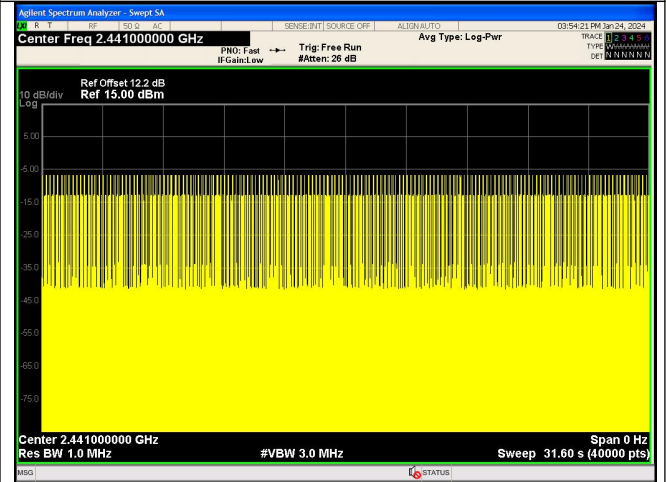 Agilent Spectrum Analyzer - Swept SA
R T RF 50 Ω AC SENSE:INT SOURCE OFF ALIGN AUTO 03:54:21 PM Jan 24, 2024
Center Freq 2.441000000 GHz Avg Type: Log-Pwr TRACE 1 2 3 4 5 6
PNO: Fast Trig: Free Run TYPE
IFGain:Low #Atten: 26 dB DET N N N N N N
Ref Offset 12.2 dB
10 dB/div Ref 15.00 dBm
Log
5.00
-5.00
-15.0
-25.0
-35.0
-45.0
-55.0
-65.0
-75.0
Center 2.441000000 GHz Span 0 Hz
Res BW 1.0 MHz #VBW 3.0 MHz Sweep 31.60 s (40000 pts)
MSG STATUS